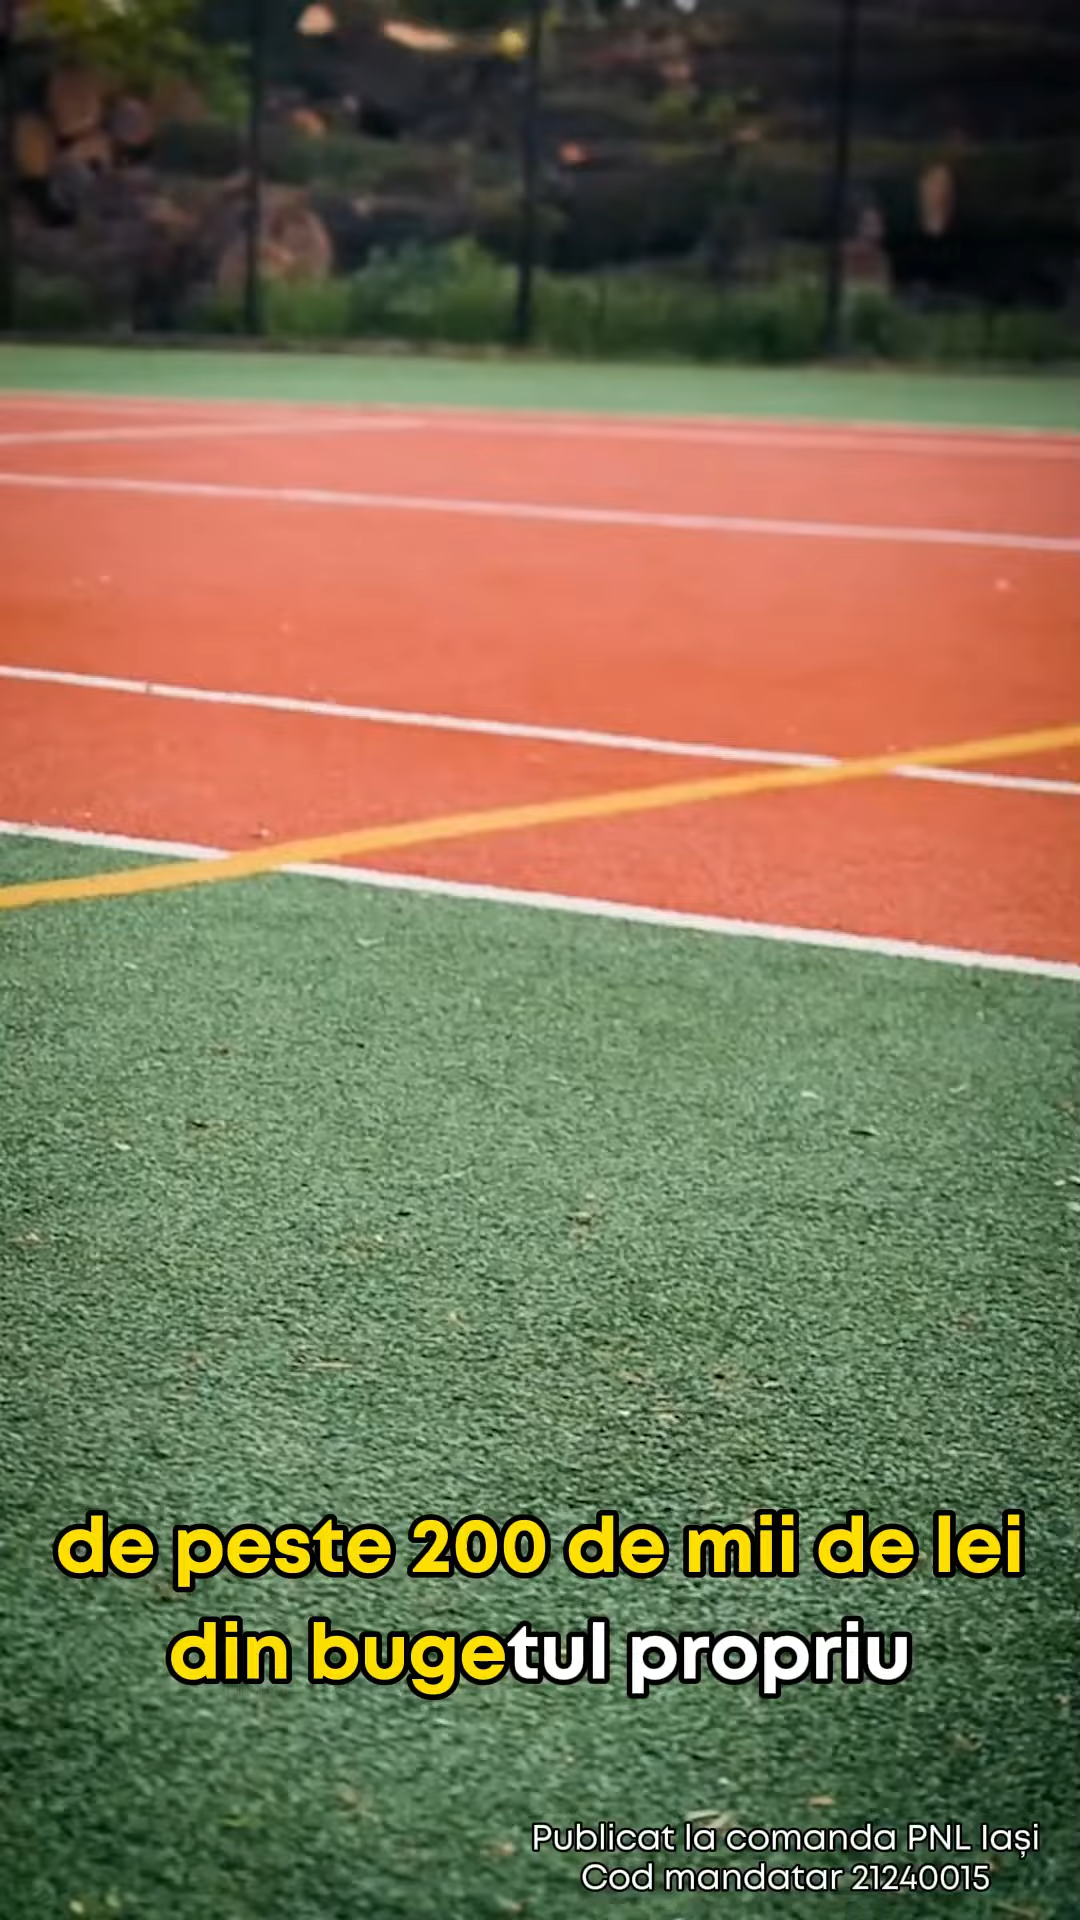 de peste 200 de mii de lei
din bugetul propriu
Publicat la comanda PNL Iași
Cod mandatar 21240015